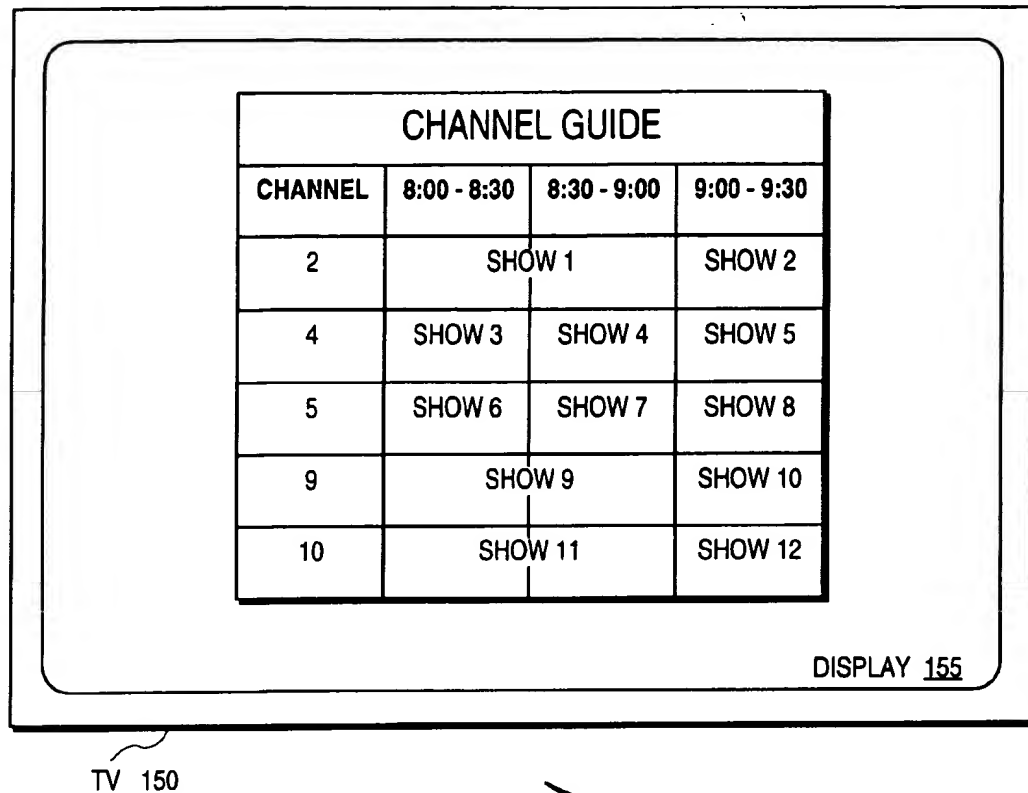 CHANNEL GUIDE
CHANNEL 8:00 - 8:30 8:30 - 9:00 9:00 - 9:30
2 SHOW 1 SHOW 2
4 SHOW 3 SHOW 4 SHOW 5
5 SHOW 6 SHOW 7 SHOW 8
9 SHOW 9 SHOW 10
10 SHOW 11 SHOW 12
DISPLAY 155
TV 150